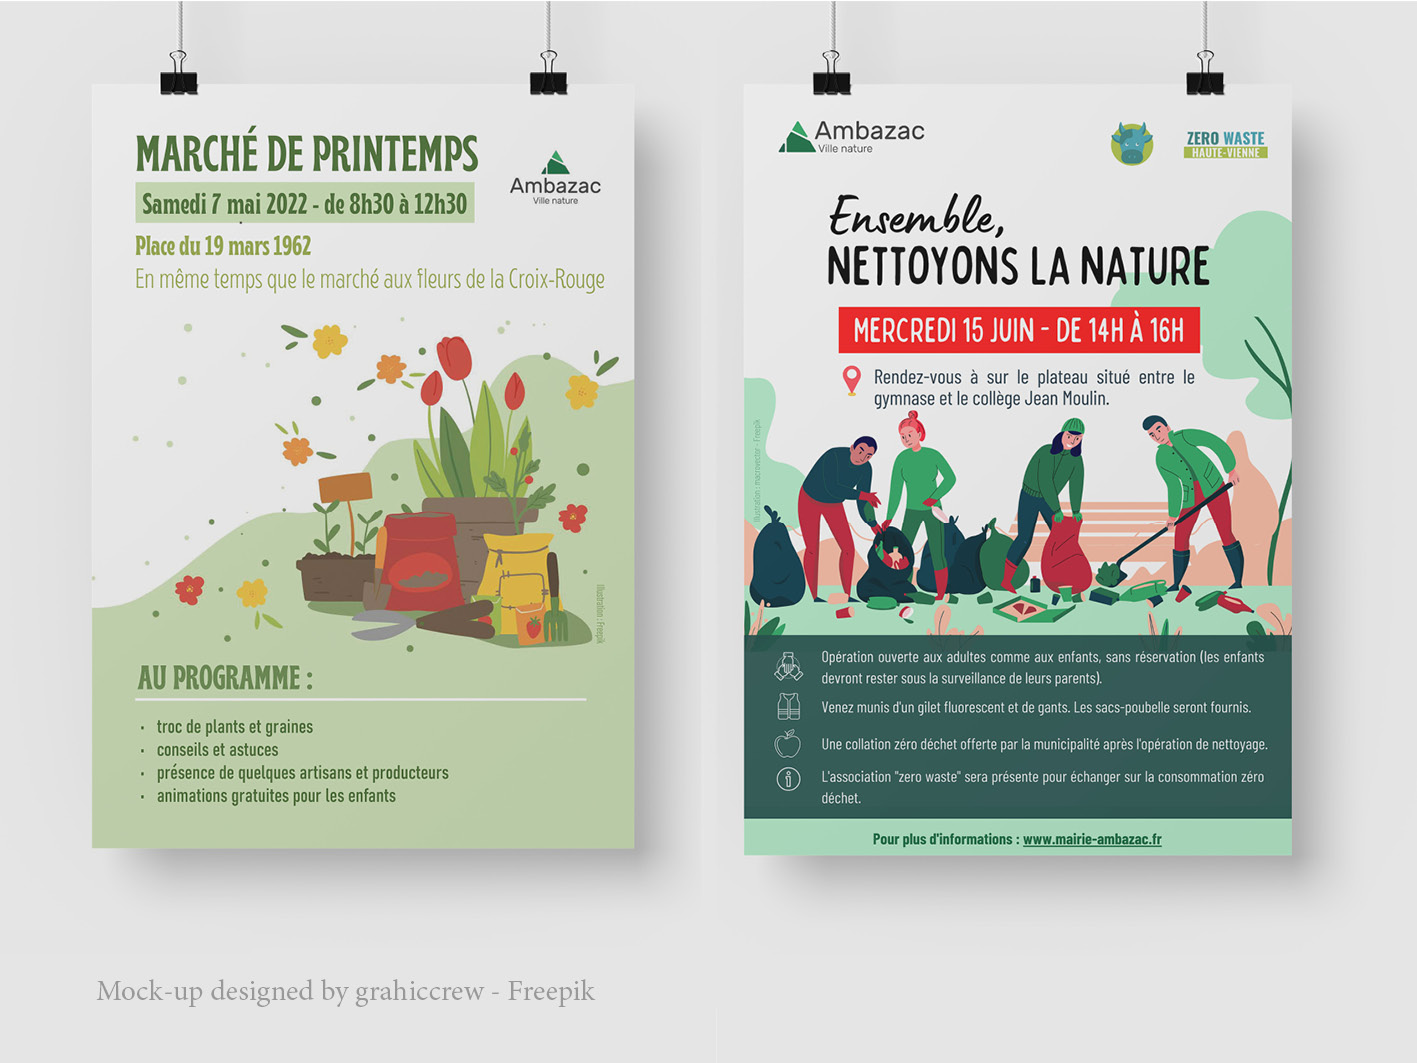 MARCHÉ DE PRINTEMPS
Samedi 7 mai 2022 - de 8h30 à 12h30
Place du 19 mars 1962
En même temps que le marché aux fleurs de la Croix-Rouge
Ambazac
Ville nature
Illustration : Freepik
AU PROGRAMME :
· troc de plants et graines
· conseils et astuces
· présence de quelques artisans et producteurs
· animations gratuites pour les enfants
Ambazac
Ville nature
ZERO WASTE
HAUTE-VIENNE
Ensemble,
NETTOYONS LA NATURE
MERCREDI 15 JUIN - DE 14H À 16H
Rendez-vous à sur le plateau situé entre le
gymnase et le collège Jean Moulin.
Illustration : macrovector - Freepik
Opération ouverte aux adultes comme aux enfants, sans réservation (les enfants
devront rester sous la surveillance de leurs parents).
Venez munis d'un gilet fluorescent et de gants. Les sacs-poubelle seront fournis.
Une collation zéro déchet offerte par la municipalité après l'opération de nettoyage.
L'association "zero waste" sera présente pour échanger sur la consommation zéro
déchet.
Pour plus d'informations : www.mairie-ambazac.fr
Mock-up designed by grahiccrew - Freepik